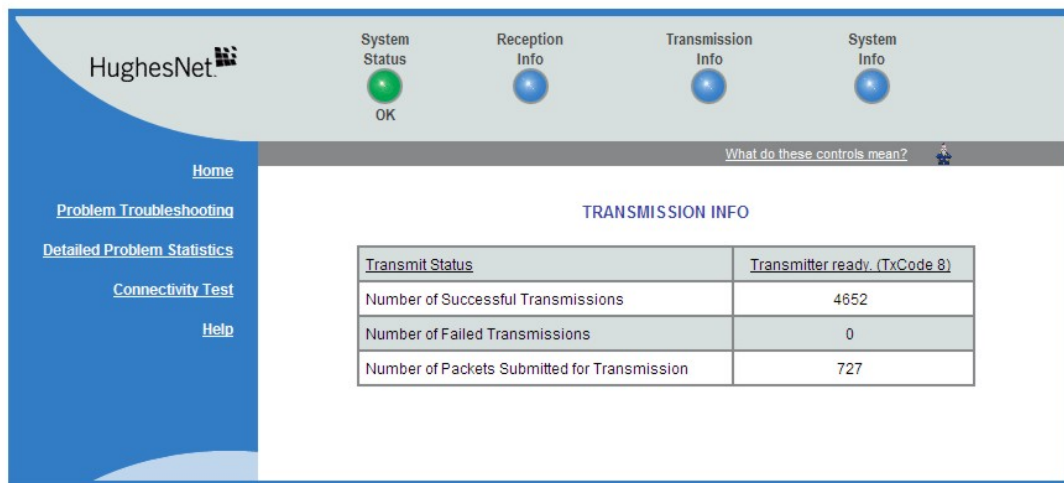 HughesNet.
System Status
OK
Reception Info
Transmission Info
System Info
What do these controls mean?
Home
Problem Troubleshooting
Detailed Problem Statistics
Connectivity Test
Help
TRANSMISSION INFO
Transmit Status Transmitter ready. (TxCode 8)
Number of Successful Transmissions 4652
Number of Failed Transmissions 0
Number of Packets Submitted for Transmission 727